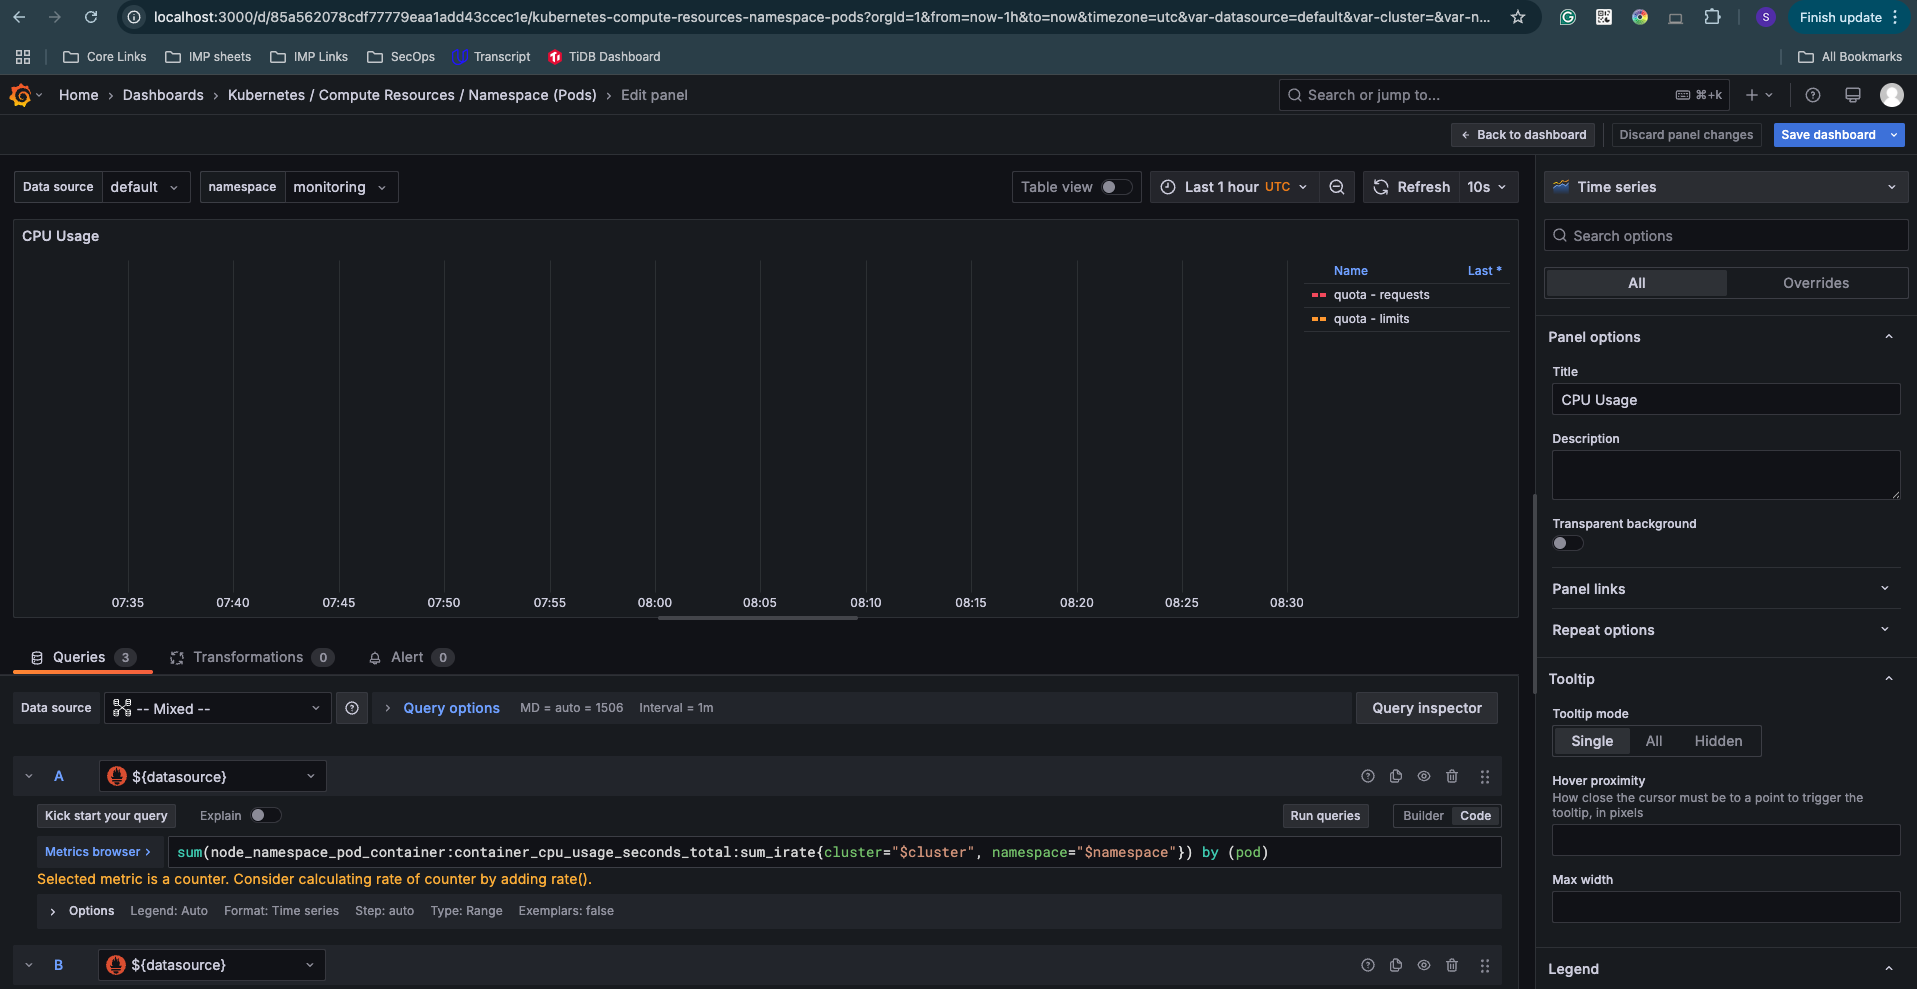 localhost:3000/d/85a562078cdf77779eaa1add43ccec1e/kubernetes-compute-resources-namespace-pods?orgId=1&from=now-1h&to=now&timezone=utc&var-datasource=default&var-cluster=&var-n...
S
Finish update
Core Links
IMP sheets
IMP Links
SecOps
Transcript
TiDB Dashboard
All Bookmarks
Home › Dashboards › Kubernetes / Compute Resources / Namespace (Pods) › Edit panel
Search or jump to...
⌘+k
Back to dashboard
Discard panel changes
Save dashboard
Data source
default
namespace
monitoring
Table view
Last 1 hour UTC
Refresh
10s
CPU Usage
Name
Last *
quota - requests
quota - limits
07:35
07:40
07:45
07:50
07:55
08:00
08:05
08:10
08:15
08:20
08:25
08:30
Queries 3
Transformations 0
Alert 0
Data source
-- Mixed --
Query options
MD = auto = 1506
Interval = 1m
Query inspector
A
${datasource}
Kick start your query
Explain
Run queries
Builder
Code
Metrics browser ›
sum(node_namespace_pod_container:container_cpu_usage_seconds_total:sum_irate{cluster="$cluster", namespace="$namespace"}) by (pod)
Selected metric is a counter. Consider calculating rate of counter by adding rate().
Options
Legend: Auto
Format: Time series
Step: auto
Type: Range
Exemplars: false
B
${datasource}
Time series
Search options
All
Overrides
Panel options
Title
CPU Usage
Description
Transparent background
Panel links
Repeat options
Tooltip
Tooltip mode
Single
All
Hidden
Hover proximity
How close the cursor must be to a point to trigger the
tooltip, in pixels
Max width
Legend